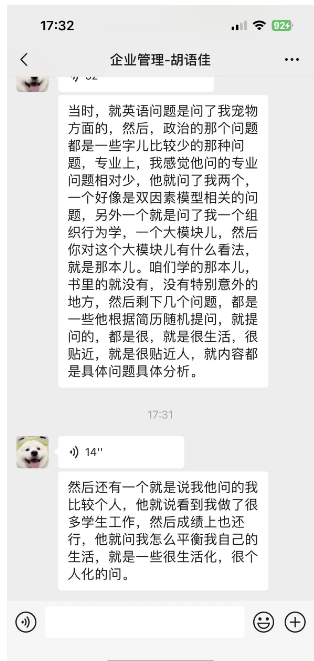 17:32
92
企业管理-胡语佳
当时，就英语问题是问了我宠物
方面的，然后，政治的那个问题
都是一些字儿比较少的那种问
题，专业上，我感觉他问的专业
问题相对少，他就问了我两个，
一个好像是双因素模型相关的问
题，另外一个就是问了我一个组
织行为学，一个大模块儿，然后
你对这个大模块儿有什么看法，
就是那本儿。咱们学的那本儿，
书里的就没有，没有特别意外的
地方，然后剩下几个问题，都是
一些他根据简历随机提问，就提
问的，都是很，就是很生活，很
贴近，就是很贴近人，就内容都
是具体问题具体分析。
17:31
14"
然后还有一个就是说我他问的我
比较个人，他就说看到我做了很
多学生工作，然后成绩上也还
行，他就问我怎么平衡我自己的
生活，就是一些很生活化，很个
人化的问。